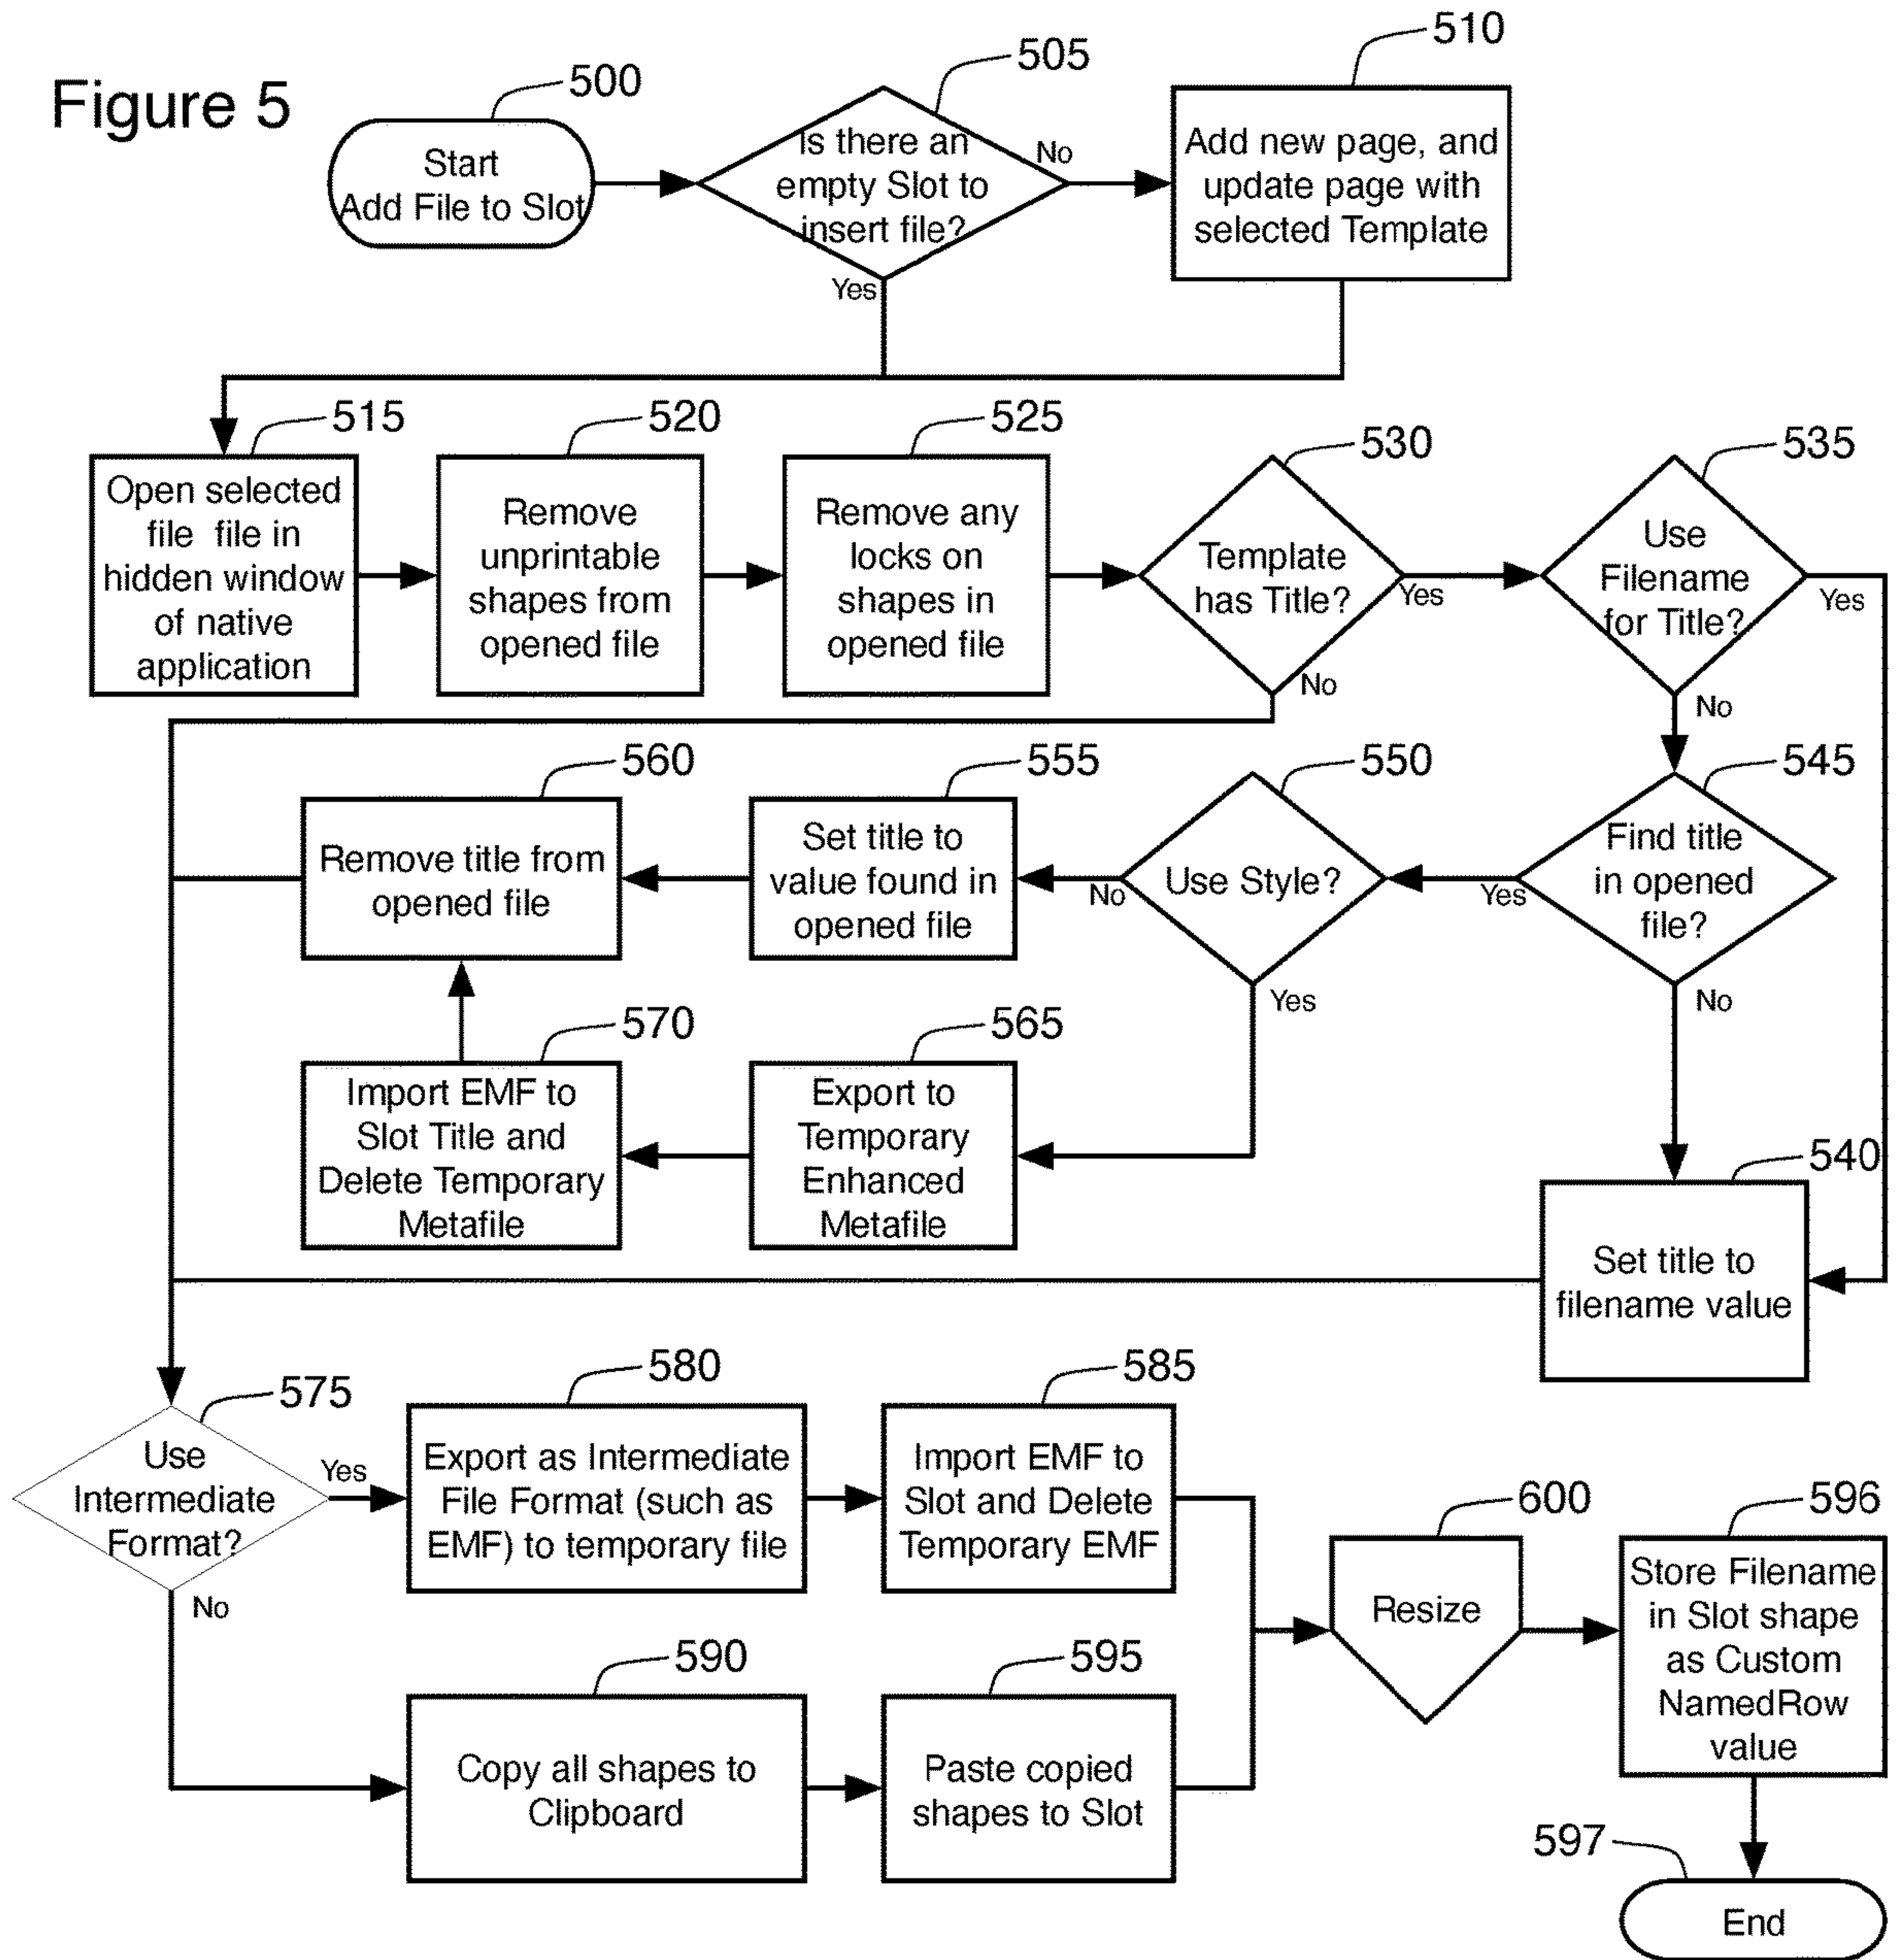 Figure 5
500
Start
Add File to Slot
505
Is there an
empty Slot to
insert file?
No
Yes
510
Add new page, and
update page with
selected Template
515
Open selected
file  file in
hidden window
of native
application
520
Remove
unprintable
shapes from
opened file
525
Remove any
locks on
shapes in
opened file
530
Template
has Title?
Yes
No
535
Use
Filename
for Title?
Yes
No
560
Remove title from
opened file
555
Set title to
value found in
opened file
550
Use Style?
No
Yes
545
Find title
in opened
file?
Yes
No
570
Import EMF to
Slot Title and
Delete Temporary
Metafile
565
Export to
Temporary
Enhanced
Metafile
540
Set title to
filename value
575
Use
Intermediate
Format?
Yes
No
580
Export as Intermediate
File Format (such as
EMF) to temporary file
585
Import EMF to
Slot and Delete
Temporary EMF
590
Copy all shapes to
Clipboard
595
Paste copied
shapes to Slot
600
Resize
596
Store Filename
in Slot shape
as Custom
NamedRow
value
597
End